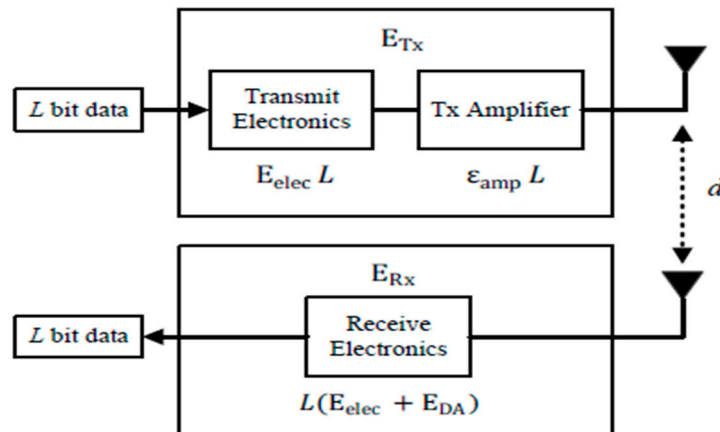 E_Tx
L bit data
Transmit
Electronics
Tx Amplifier
E_elec L
ε_amp L
d
E_Rx
L bit data
Receive
Electronics
L(E_elec + E_DA)